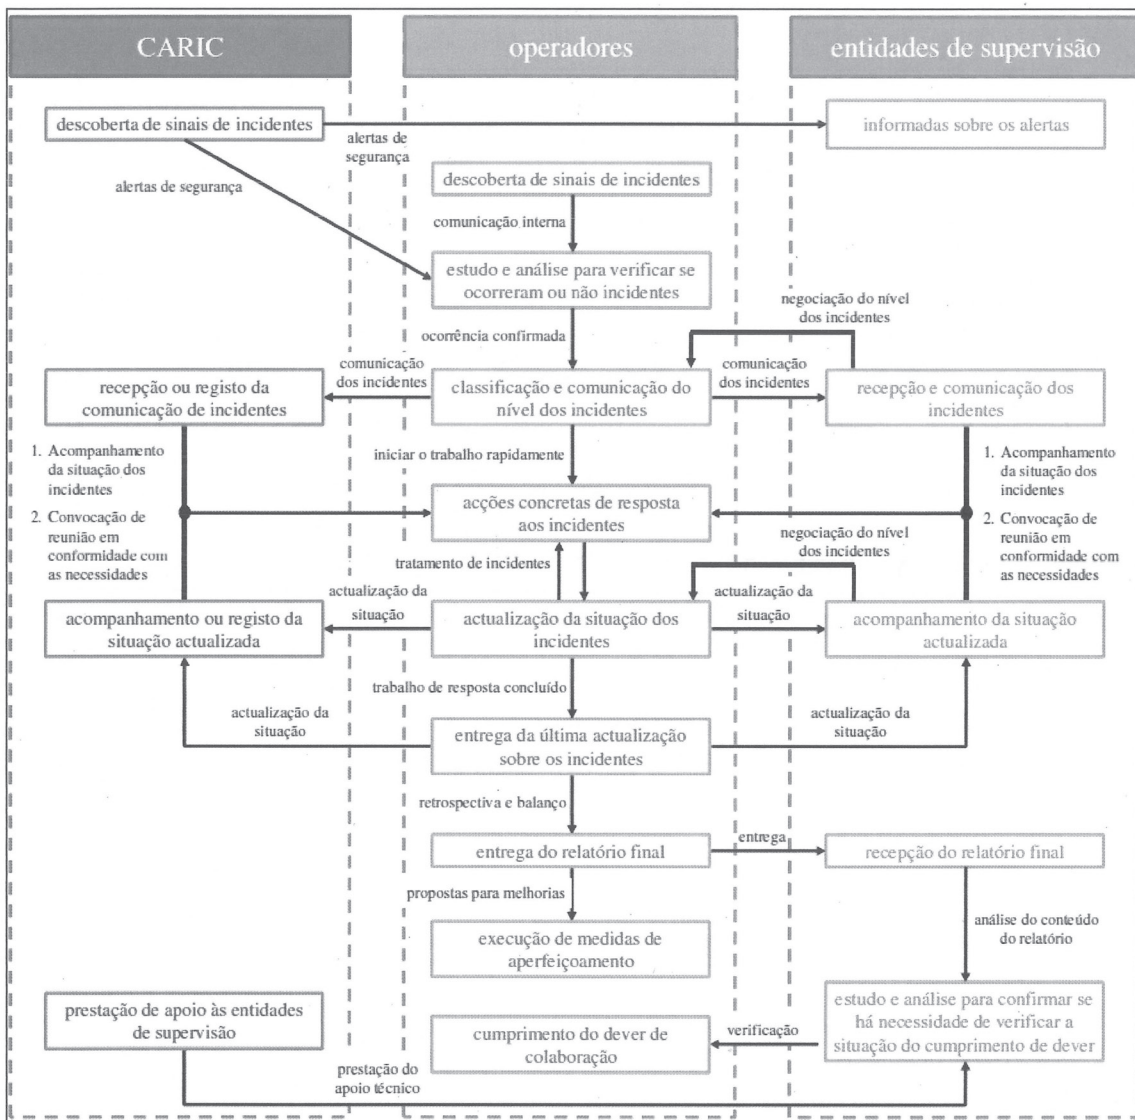 CARIC
operadores
entidades de supervisão
descoberta de sinais de incidentes
alertas de
segurança
informadas sobre os alertas
alertas de segurança
descoberta de sinais de incidentes
comunicação interna
estudo e análise para verificar se
ocorreram ou não incidentes
negociação do nível
dos incidentes
ocorrência confirmada
recepção ou registo da
comunicação de incidentes
comunicação
dos incidentes
classificação e comunicação do
nível dos incidentes
comunicação
dos incidentes
recepção e comunicação dos
incidentes
1. Acompanhamento
da situação dos
incidentes
2. Convocação de
reunião em
conformidade com
as necessidades
iniciar o trabalho rapidamente
1. Acompanhamento
da situação dos
incidentes
2. Convocação de
reunião em
conformidade com
as necessidades
acções concretas de resposta
aos incidentes
negociação do nível
dos incidentes
tratamento de incidentes
acompanhamento ou registo da
situação actualizada
actualização da
situação
actualização da situação dos
incidentes
actualização da
situação
acompanhamento da situação
actualizada
trabalho de resposta concluído
actualização da
situação
entrega da última actualização
sobre os incidentes
actualização da
situação
retrospectiva e balanço
entrega do relatório final
entrega
recepção do relatório final
propostas para melhorias
análise do conteúdo
do relatório
execução de medidas de
aperfeiçoamento
prestação de apoio às entidades
de supervisão
cumprimento do dever de
colaboração
verificação
estudo e análise para confirmar se
há necessidade de verificar a
situação do cumprimento de dever
prestação do
apoio técnico